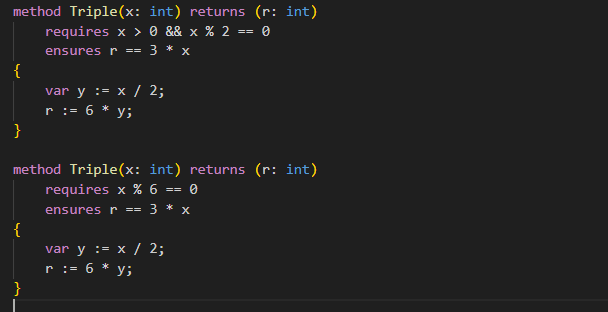 method Triple(x: int) returns (r: int)
    requires x > 0 && x % 2 == 0
    ensures r == 3 * x
{
    var y := x / 2;
    r := 6 * y;
}

method Triple(x: int) returns (r: int)
    requires x % 6 == 0
    ensures r == 3 * x
{
    var y := x / 2;
    r := 6 * y;
}